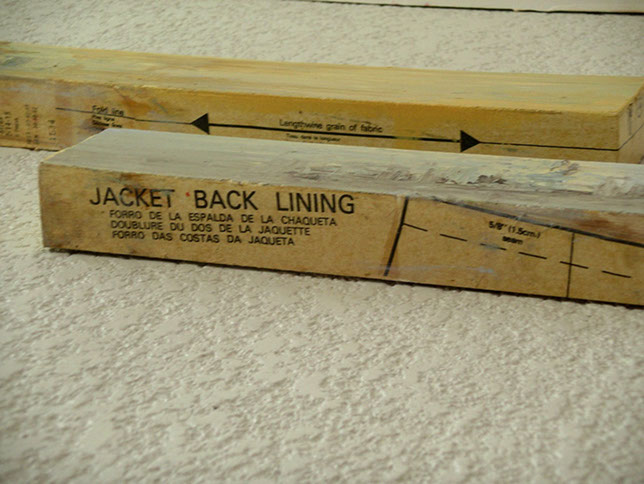 Fold line
Lengthwise grain of fabric
JACKET BACK LINING
FORRO DE LA ESPALDA DE LA CHAQUETA
DOUBLURE DU DOS DE LA JAQUETTE
FORRO DAS COSTAS DA JAQUETA
5/8" (1.5cm.)
seam